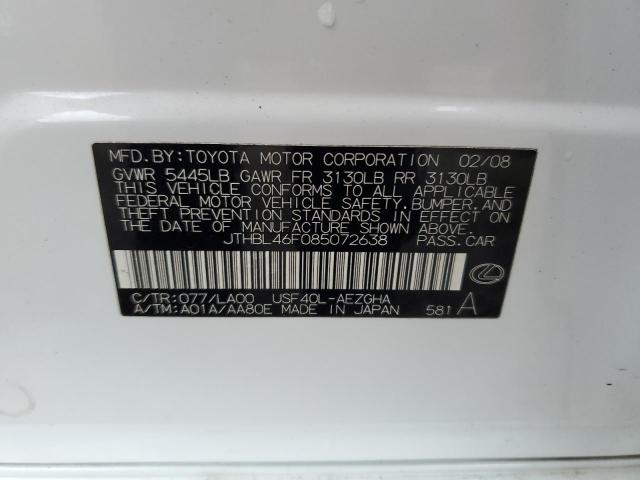 MFD. BY: TOYOTA MOTOR CORPORATION 02/08
GVWR 5445LB GAWR FR 3130LB RR 3130LB
THIS VEHICLE CONFORMS TO ALL APPLICABLE
FEDERAL MOTOR VEHICLE SAFETY, BUMPER, AND
THEFT PREVENTION STANDARDS IN EFFECT ON
THE DATE OF MANUFACTURE SHOWN ABOVE.
JTHBL46F085072638 PASS. CAR
C/TR: 077/LA00 USF40L-AEZGHA
A/TM: A01A/AA80E MADE IN JAPAN 581 A